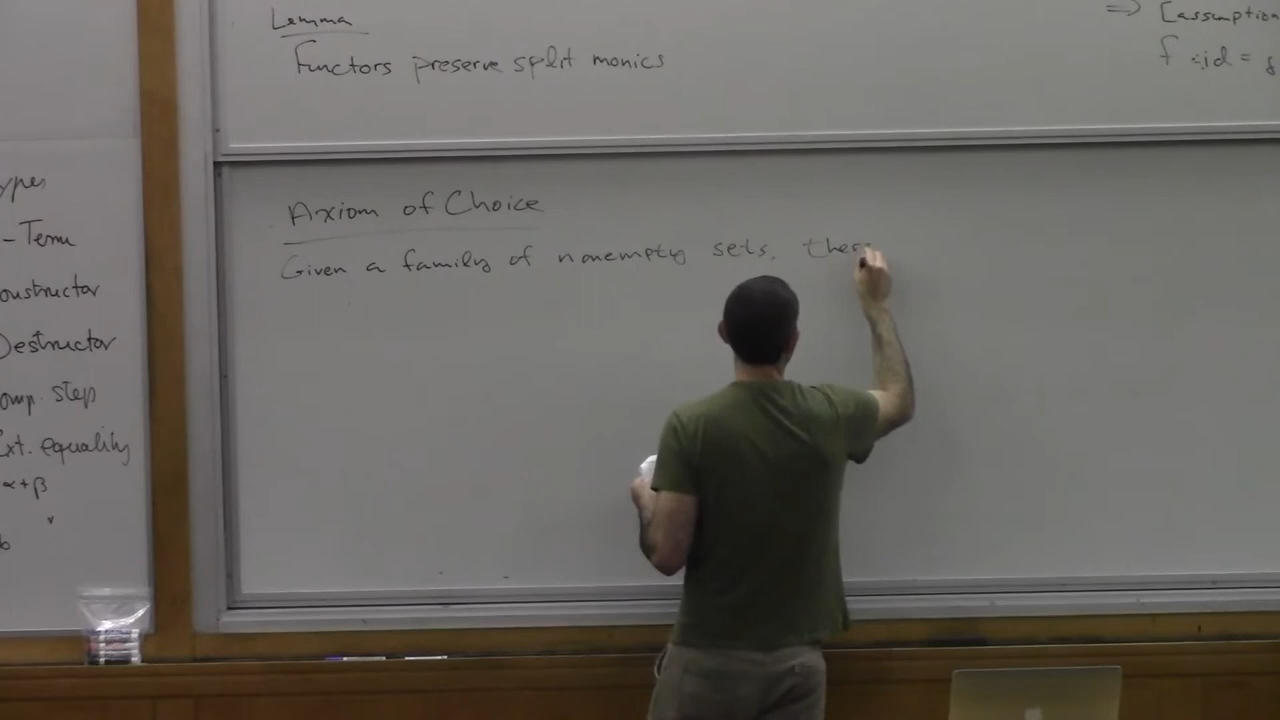 Lemma
Functors preserve split monics
⇒ [assumption
f ; id = g
ypes
- Term
onstructor
Destructor
omp. step
xt. equality
α+β
Axiom of Choice
Given a family of nonempty sets, there